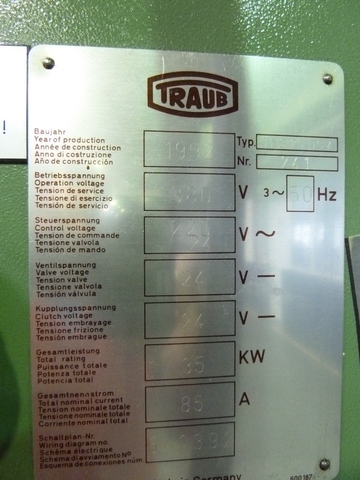 !
TRAUB
Baujahr
Year of production
Année de construction
Anno di costruzione
Año de construcción
Typ.
Nr.
Betriebsspannung
Operation voltage
Tension de service
Tensione di esercizio
Tensión de servicio
V 3~ 50 Hz
Steuerspannung
Control voltage
Tension de commande
Tensione valvola
Tensión de mando
V ~
Ventilspannung
Valve voltage
Tension valve
Tensione valvola
Tensión válvula
24 V —
Kupplungsspannung
Clutch voltage
Tension embrayage
Tensione frizione
Tensión embrague
24 V —
Gesamtleistung
Total rating
Puissance totale
Potenza totale
Potencia total
35 KW
Gesamtnennstrom
Total nominal current
Tension nominale totale
Tensione nominale totale
Corriente nominal total
85 A
Schaltplan-Nr.
Wiring diagram no.
Schéma électrique
Schema di avviamento Nº
Esquema de conexiones núm.
Germany